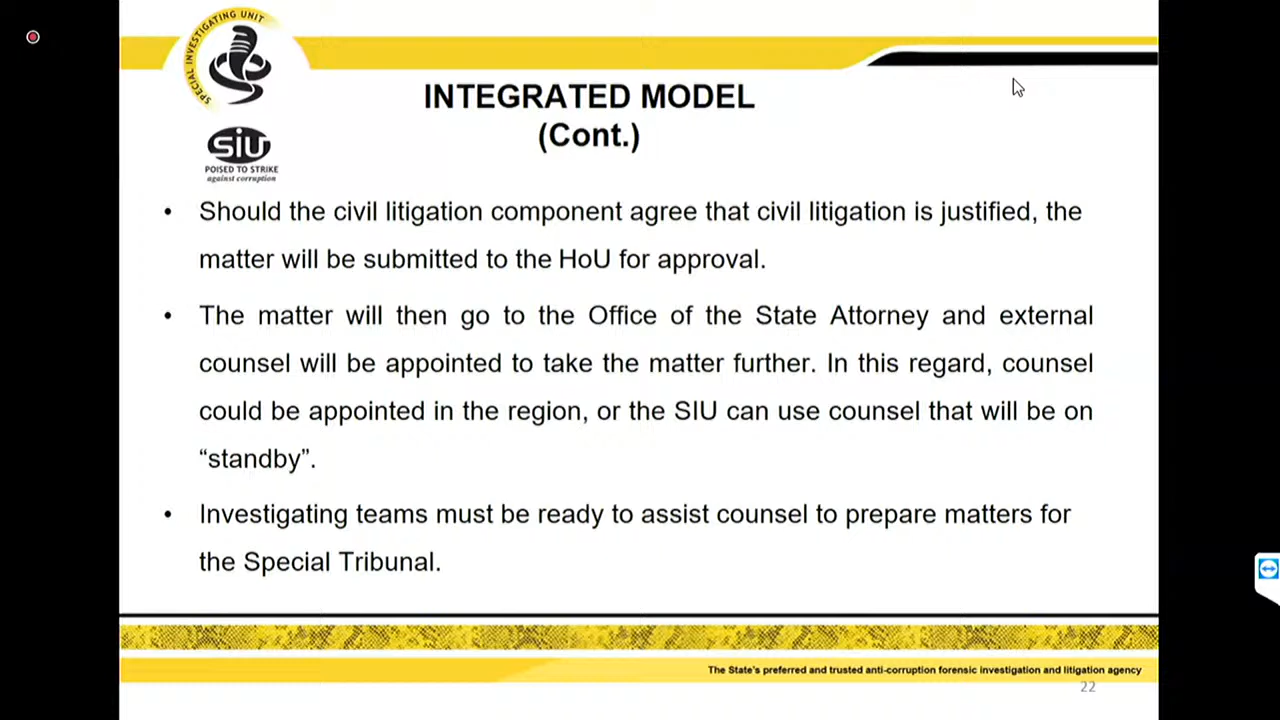 SPECIAL INVESTIGATING UNIT
SiU
POISED TO STRIKE
against corruption
INTEGRATED MODEL
(Cont.)
• Should the civil litigation component agree that civil litigation is justified, the
matter will be submitted to the HoU for approval.
• The matter will then go to the Office of the State Attorney and external
counsel will be appointed to take the matter further. In this regard, counsel
could be appointed in the region, or the SIU can use counsel that will be on
“standby”.
• Investigating teams must be ready to assist counsel to prepare matters for
the Special Tribunal.
The State's preferred and trusted anti-corruption forensic investigation and litigation agency
22